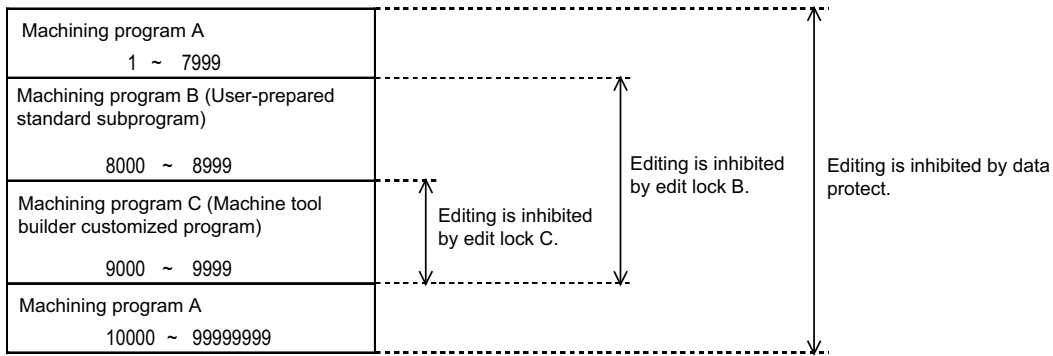 Machining program A
1 ~ 7999
Machining program B (User-prepared
standard subprogram)
8000 ~ 8999
Machining program C (Machine tool
builder customized program)
9000 ~ 9999
Machining program A
10000 ~ 99999999
Editing is inhibited
by edit lock C.
Editing is inhibited
by edit lock B.
Editing is inhibited by data
protect.